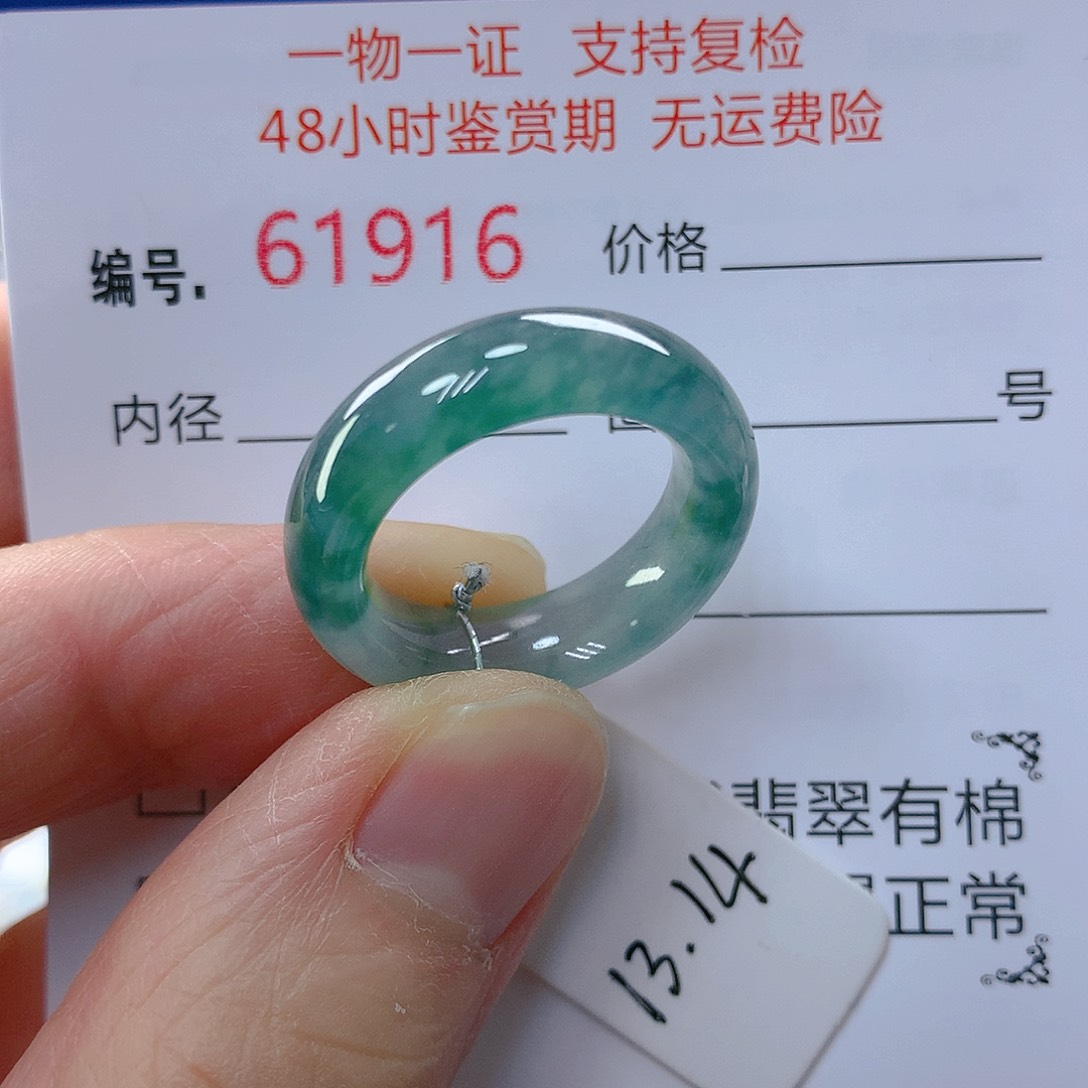 一物一证 支持复检
48小时鉴赏期 无运费险
编号. 61916 价格
内径 号
翡翠有棉
正常
13.14